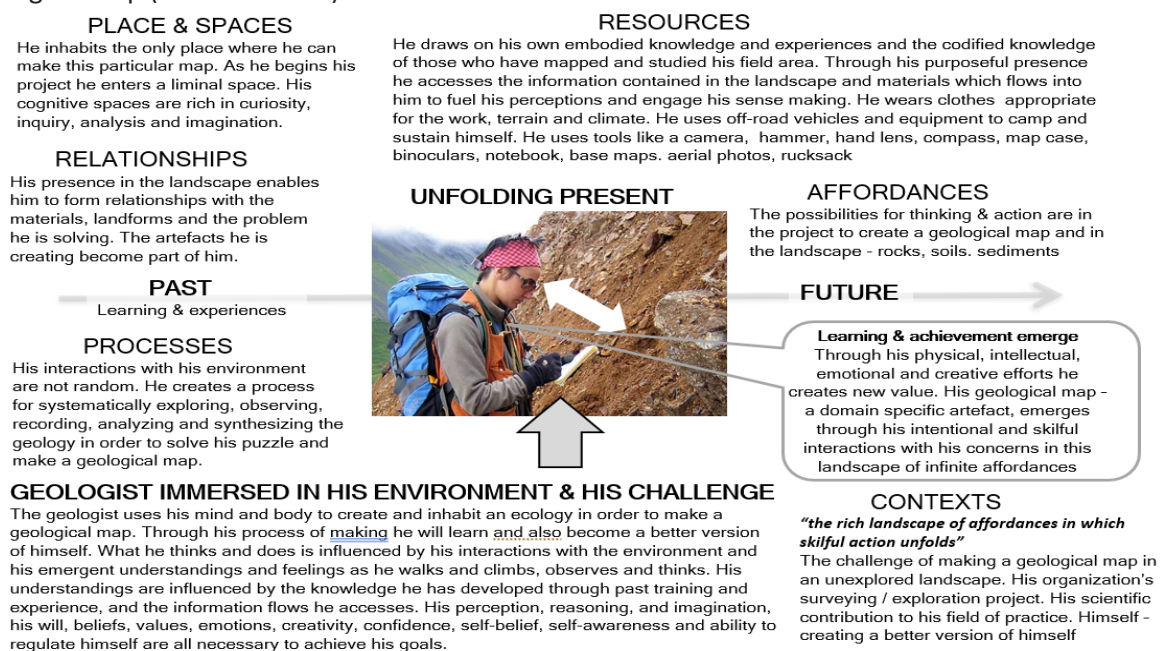 PLACE & SPACES
He inhabits the only place where he can
make this particular map. As he begins his
project he enters a liminal space. His
cognitive spaces are rich in curiosity,
inquiry, analysis and imagination.
RESOURCES
He draws on his own embodied knowledge and experiences and the codified knowledge
of those who have mapped and studied his field area. Through his purposeful presence
he accesses the information contained in the landscape and materials which flows into
him to fuel his perceptions and engage his sense making. He wears clothes appropriate
for the work, terrain and climate. He uses off-road vehicles and equipment to camp and
sustain himself. He uses tools like a camera, hammer, hand lens, compass, map case,
binoculars, notebook, base maps. aerial photos, rucksack
RELATIONSHIPS
His presence in the landscape enables
him to form relationships with the
materials, landforms and the problem
he is solving. The artefacts he is
creating become part of him.
UNFOLDING PRESENT
AFFORDANCES
The possibilities for thinking & action are in
the project to create a geological map and in
the landscape - rocks, soils. sediments
PAST
Learning & experiences
FUTURE
Learning & achievement emerge
Through his physical, intellectual,
emotional and creative efforts he
creates new value. His geological map -
a domain specific artefact, emerges
through his intentional and skilful
interactions with his concerns in this
landscape of infinite affordances
PROCESSES
His interactions with his environment
are not random. He creates a process
for systematically exploring, observing,
recording, analyzing and synthesizing the
geology in order to solve his puzzle and
make a geological map.
GEOLOGIST IMMERSED IN HIS ENVIRONMENT & HIS CHALLENGE
The geologist uses his mind and body to create and inhabit an ecology in order to make a
geological map. Through his process of making he will learn and also become a better version
of himself. What he thinks and does is influenced by his interactions with the environment and
his emergent understandings and feelings as he walks and climbs, observes and thinks. His
understandings are influenced by the knowledge he has developed through past training and
experience, and the information flows he accesses. His perception, reasoning, and imagination,
his will, beliefs, values, emotions, creativity, confidence, self-belief, self-awareness and ability to
regulate himself are all necessary to achieve his goals.
CONTEXTS
“the rich landscape of affordances in which
skilful action unfolds”
The challenge of making a geological map in
an unexplored landscape. His organization's
surveying / exploration project. His scientific
contribution to his field of practice. Himself -
creating a better version of himself